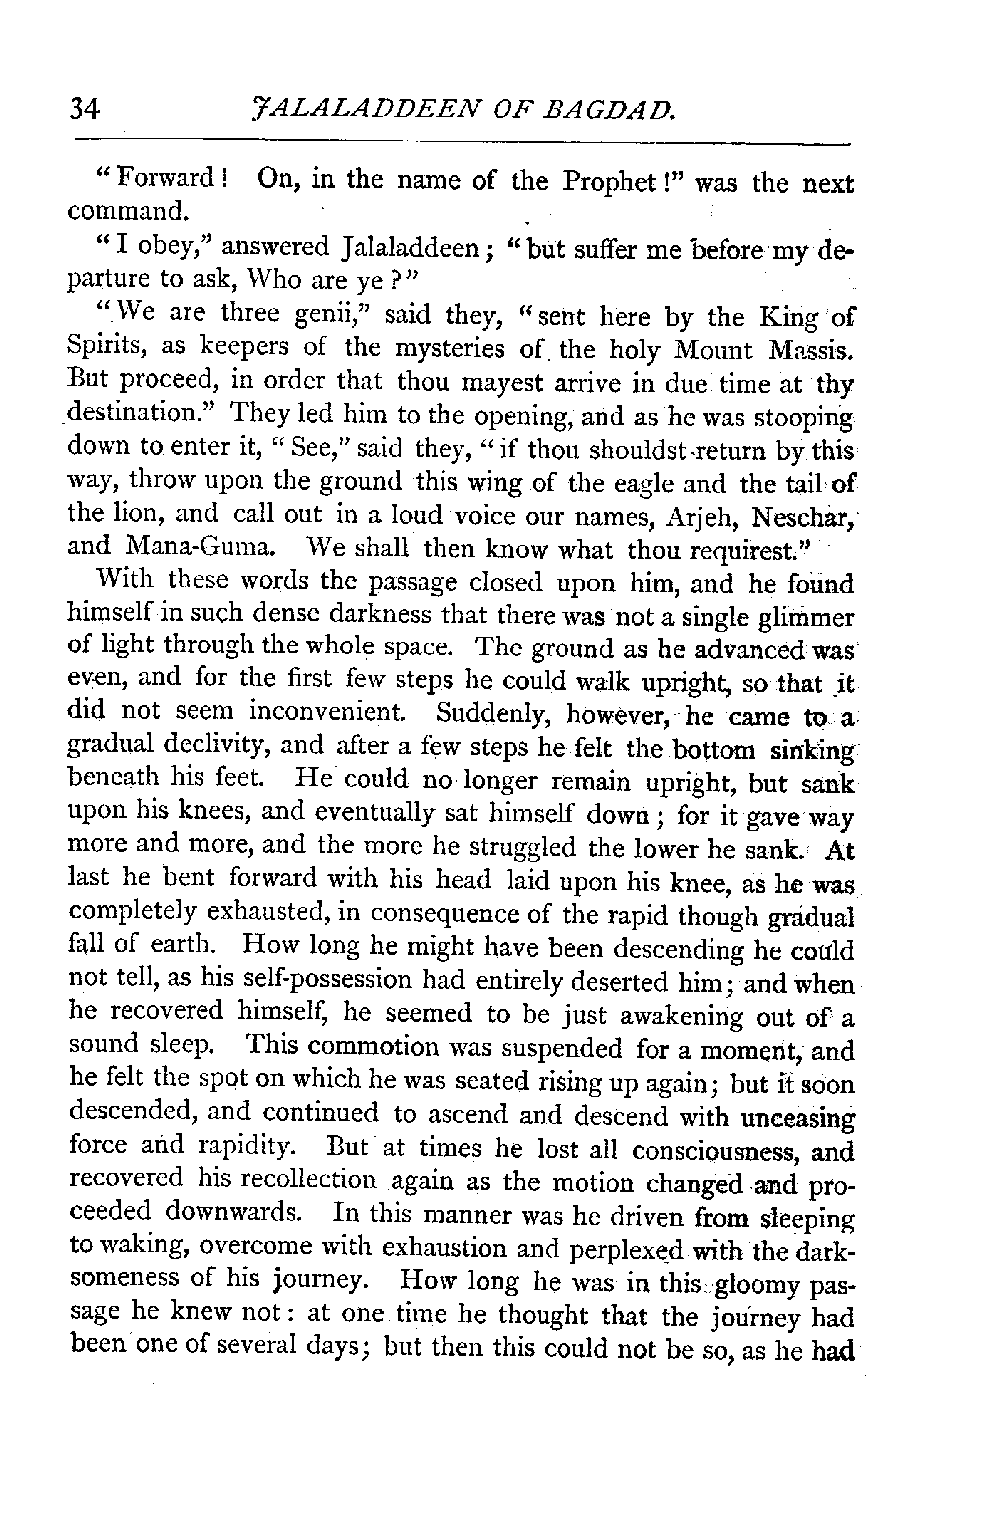 34 JALALADDEEN OF BAGDAD.
“Forward! On, in the name of the Prophet!” was the next
command.
“I obey,” answered Jalaladdeen; “but suffer me before my de-
parture to ask, Who are ye?”
“We are three genii,” said they, “sent here by the King of
Spirits, as keepers of the mysteries of the holy Mount Massis.
But proceed, in order that thou mayest arrive in due time at thy
destination.” They led him to the opening, and as he was stooping
down to enter it, “See,” said they, “if thou shouldst return by this
way, throw upon the ground this wing of the eagle and the tail of
the lion, and call out in a loud voice our names, Arjeh, Neschar,
and Mana-Guma. We shall then know what thou requirest.”
With these words the passage closed upon him, and he found
himself in such dense darkness that there was not a single glimmer
of light through the whole space. The ground as he advanced was
even, and for the first few steps he could walk upright, so that it
did not seem inconvenient. Suddenly, however, he came to a
gradual declivity, and after a few steps he felt the bottom sinking
beneath his feet. He could no longer remain upright, but sank
upon his knees, and eventually sat himself down; for it gave way
more and more, and the more he struggled the lower he sank. At
last he bent forward with his head laid upon his knee, as he was
completely exhausted, in consequence of the rapid though gradual
fall of earth. How long he might have been descending he could
not tell, as his self-possession had entirely deserted him; and when
he recovered himself, he seemed to be just awakening out of a
sound sleep. This commotion was suspended for a moment, and
he felt the spot on which he was seated rising up again; but it soon
descended, and continued to ascend and descend with unceasing
force and rapidity. But at times he lost all consciousness, and
recovered his recollection again as the motion changed and pro-
ceeded downwards. In this manner was he driven from sleeping
to waking, overcome with exhaustion and perplexed with the dark-
someness of his journey. How long he was in this gloomy pas-
sage he knew not: at one time he thought that the journey had
been one of several days; but then this could not be so, as he had